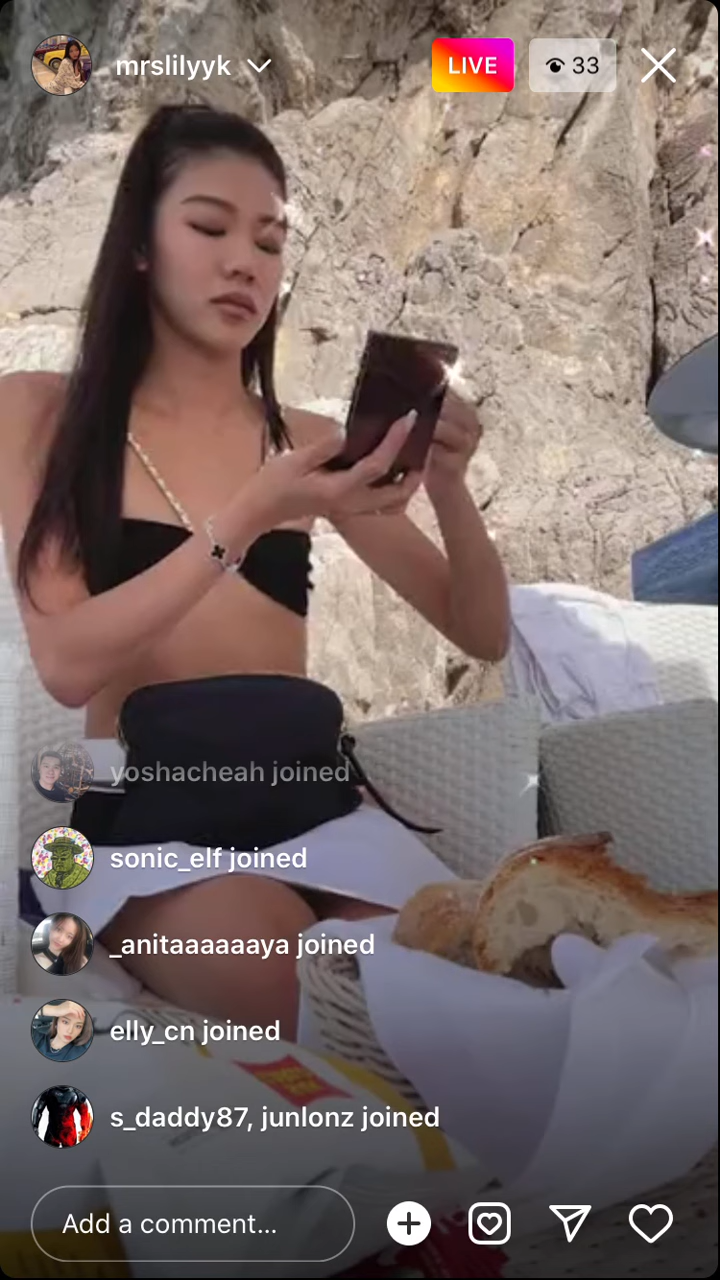 mrslilyyk
LIVE
33
yoshacheah joined
sonic_elf joined
_anitaaaaaaya joined
elly_cn joined
s_daddy87, junlonz joined
Add a comment...